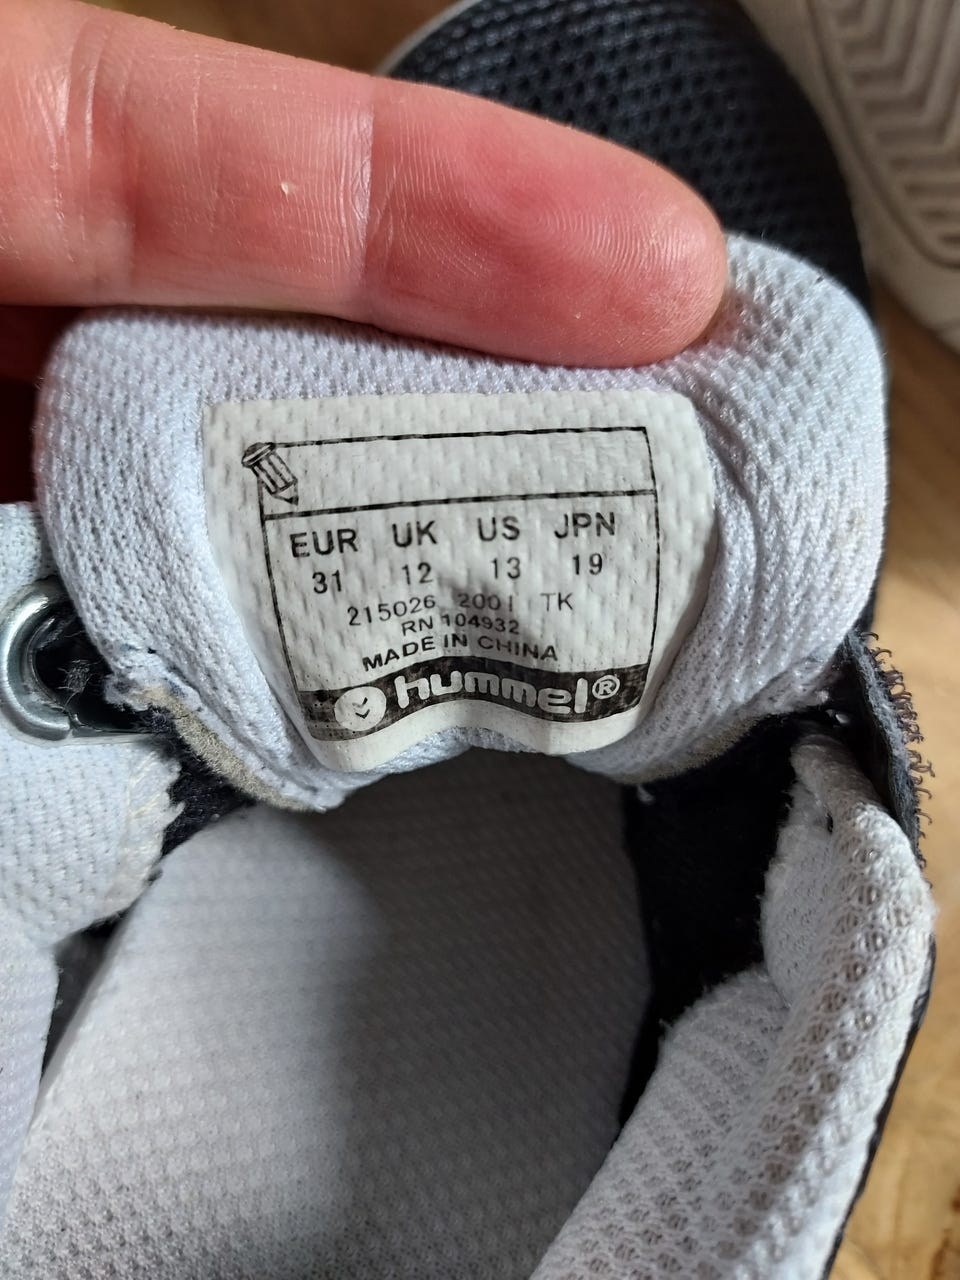 EUR UK US JPN
31 12 13 19
215026 2001 TK
RN 104932
MADE IN CHINA
hummel®